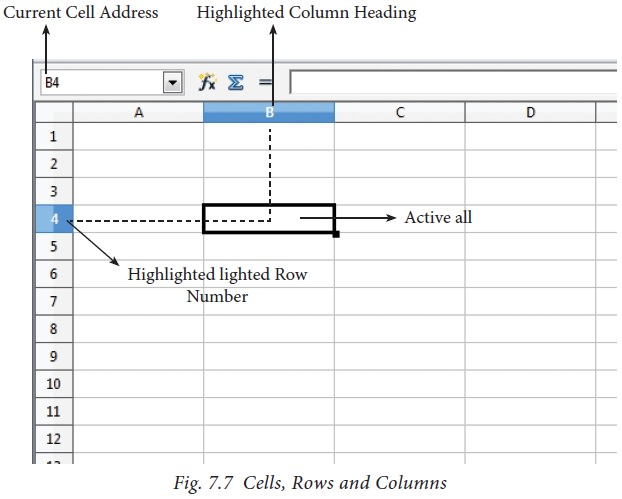 Current Cell Address
Highlighted Column Heading
B4
fx Σ =
A B C D
1
2
3
4
Active all
5
6
Highlighted lighted Row
Number
7
8
9
10
11
12
Fig. 7.7 Cells, Rows and Columns